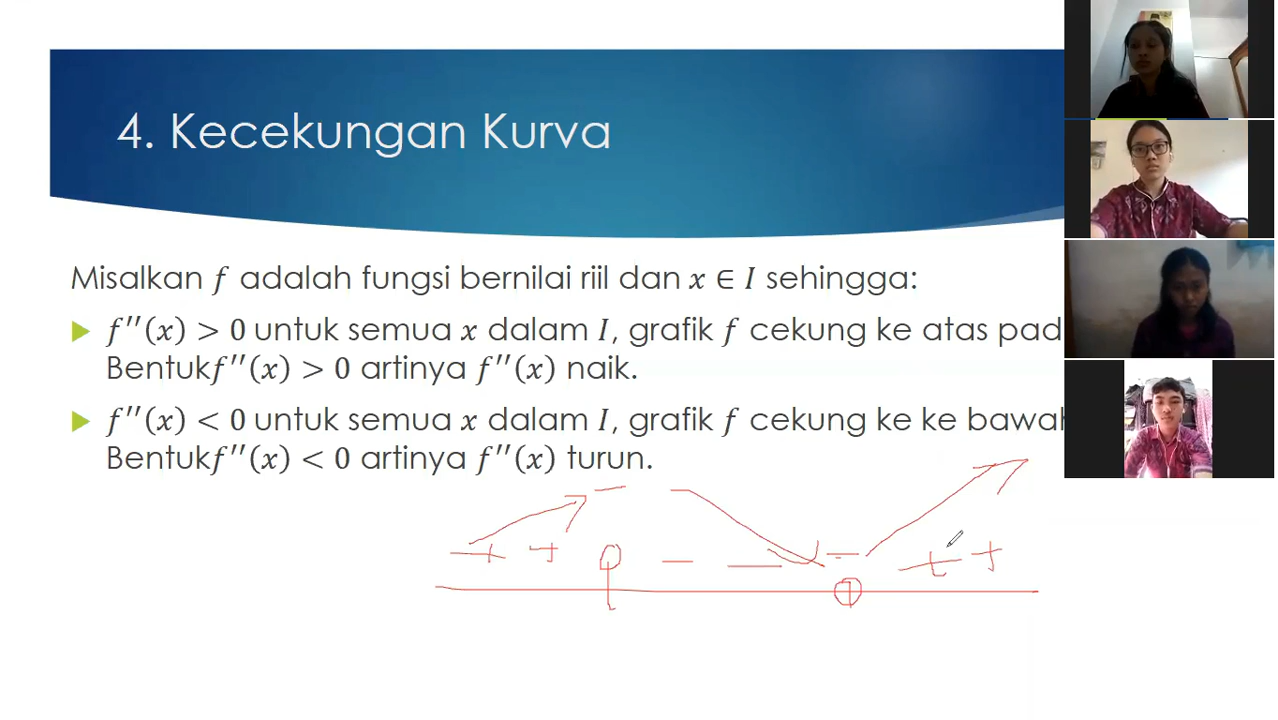 4. Kecekungan Kurva
Misalkan f adalah fungsi bernilai riil dan x ∈ I sehingga:
f′′(x) > 0 untuk semua x dalam I, grafik f cekung ke atas pad
Bentukf′′(x) > 0 artinya f′′(x) naik.
f′′(x) < 0 untuk semua x dalam I, grafik f cekung ke ke bawah
Bentukf′′(x) < 0 artinya f′′(x) turun.
+ + 0 - - - + +